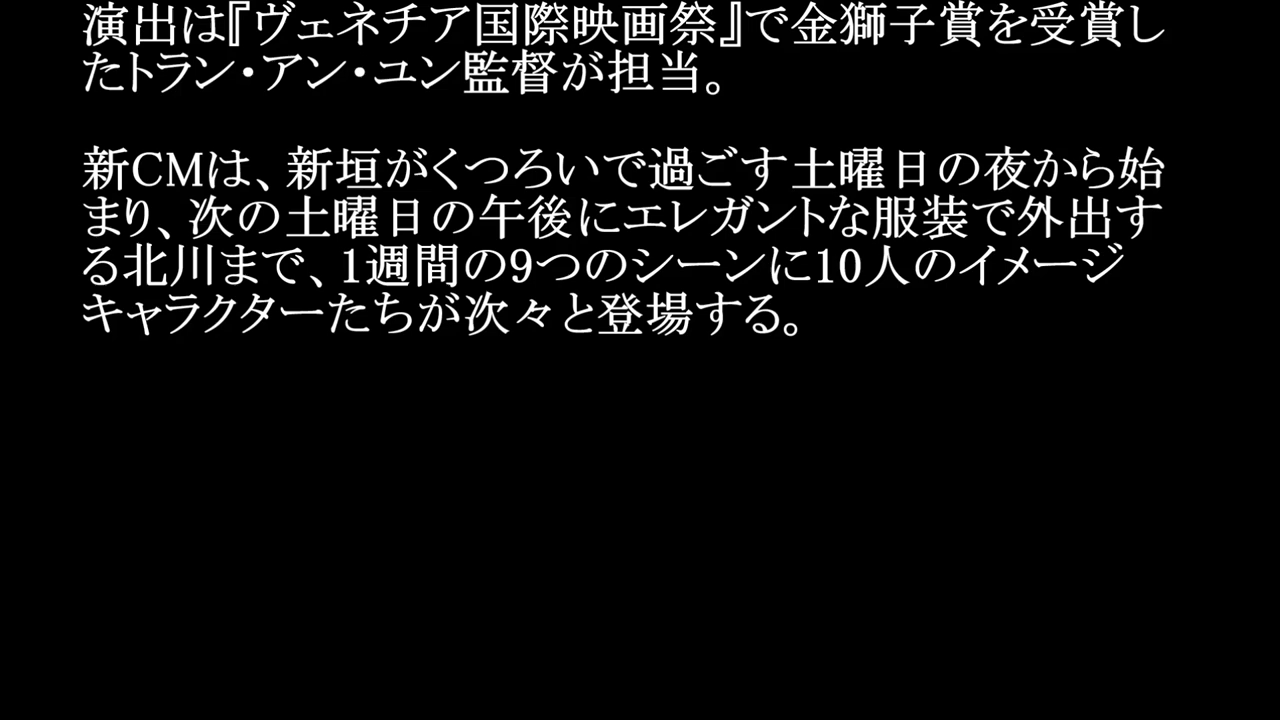 演出は『ヴェネチア国際映画祭』で金獅子賞を受賞し
たトラン・アン・ユン監督が担当。
新CMは、新垣がくつろいで過ごす土曜日の夜から始
まり、次の土曜日の午後にエレガントな服装で外出す
る北川まで、1週間の9つのシーンに10人のイメージ
キャラクターたちが次々と登場する。